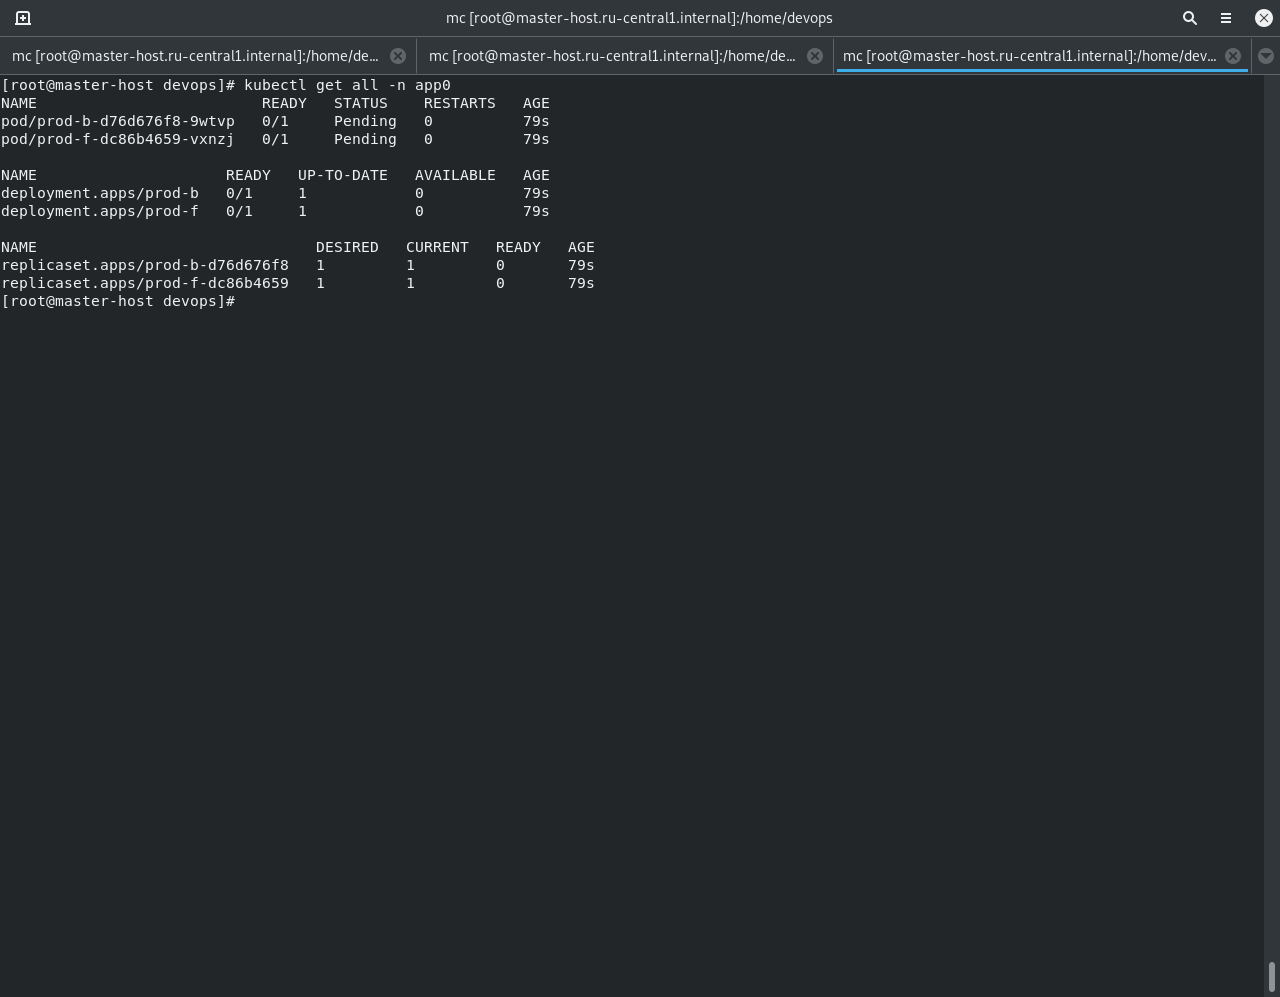 mc [root@master-host.ru-central1.internal]:/home/devops
mc [root@master-host.ru-central1.internal]:/home/de...
mc [root@master-host.ru-central1.internal]:/home/de...
mc [root@master-host.ru-central1.internal]:/home/dev...
[root@master-host devops]# kubectl get all -n app0
NAME                         READY   STATUS    RESTARTS   AGE
pod/prod-b-d76d676f8-9wtvp   0/1     Pending   0          79s
pod/prod-f-dc86b4659-vxnzj   0/1     Pending   0          79s
NAME                     READY   UP-TO-DATE   AVAILABLE   AGE
deployment.apps/prod-b   0/1     1            0           79s
deployment.apps/prod-f   0/1     1            0           79s
NAME                               DESIRED   CURRENT   READY   AGE
replicaset.apps/prod-b-d76d676f8   1         1         0       79s
replicaset.apps/prod-f-dc86b4659   1         1         0       79s
[root@master-host devops]#